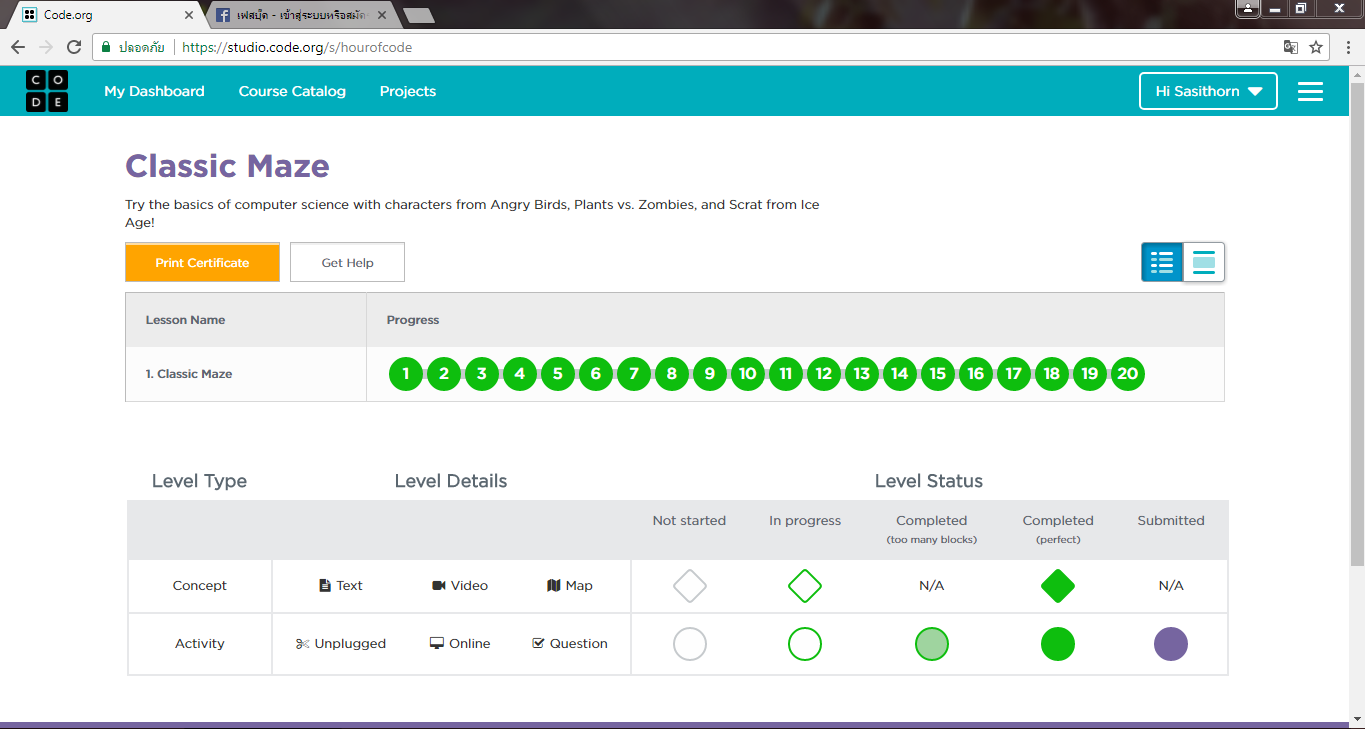 Code.org
เฟสบุ๊ค - เข้าสู่ระบบหรือสมัค
ปลอดภัย
https://studio.code.org/s/hourofcode
C O
D E
My Dashboard Course Catalog Projects
Hi Sasithorn
Classic Maze
Try the basics of computer science with characters from Angry Birds, Plants vs. Zombies, and Scrat from Ice
Age!
Print Certificate Get Help
Lesson Name Progress
1. Classic Maze 1 2 3 4 5 6 7 8 9 10 11 12 13 14 15 16 17 18 19 20
Level Type Level Details Level Status
Not started In progress Completed Completed Submitted
(too many blocks) (perfect)
Concept Text Video Map N/A N/A
Activity Unplugged Online Question